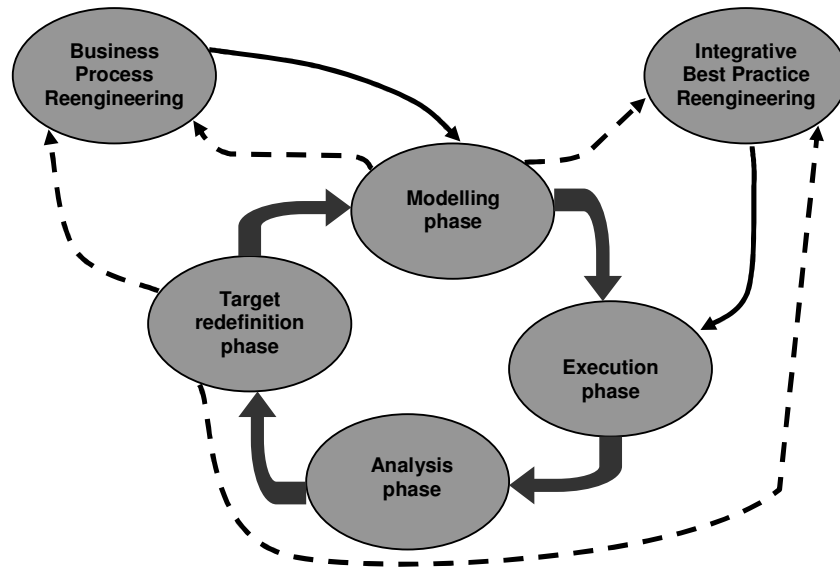 Business
Process
Reengineering
Integrative
Best Practice
Reengineering
Modelling
phase
Target
redefinition
phase
Execution
phase
Analysis
phase